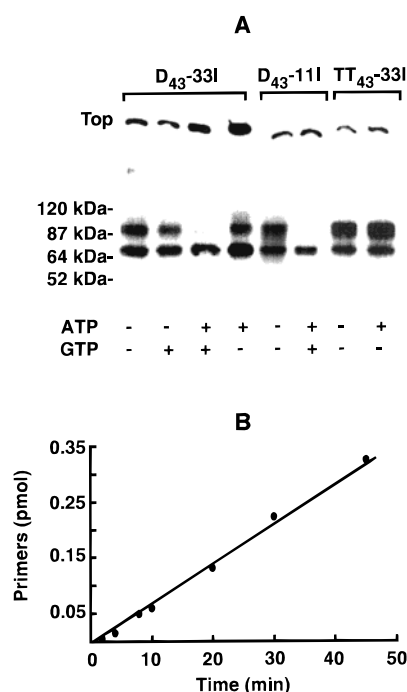 A
D43-33I D43-11I TT43-33I
Top
120 kDa-
87 kDa-
64 kDa-
52 kDa-
ATP - - + + - + - +
GTP - + + - - + - -
B
Primers (pmol)
0.35
0.25
0.15
0.05
0 10 20 30 40 50
Time (min)